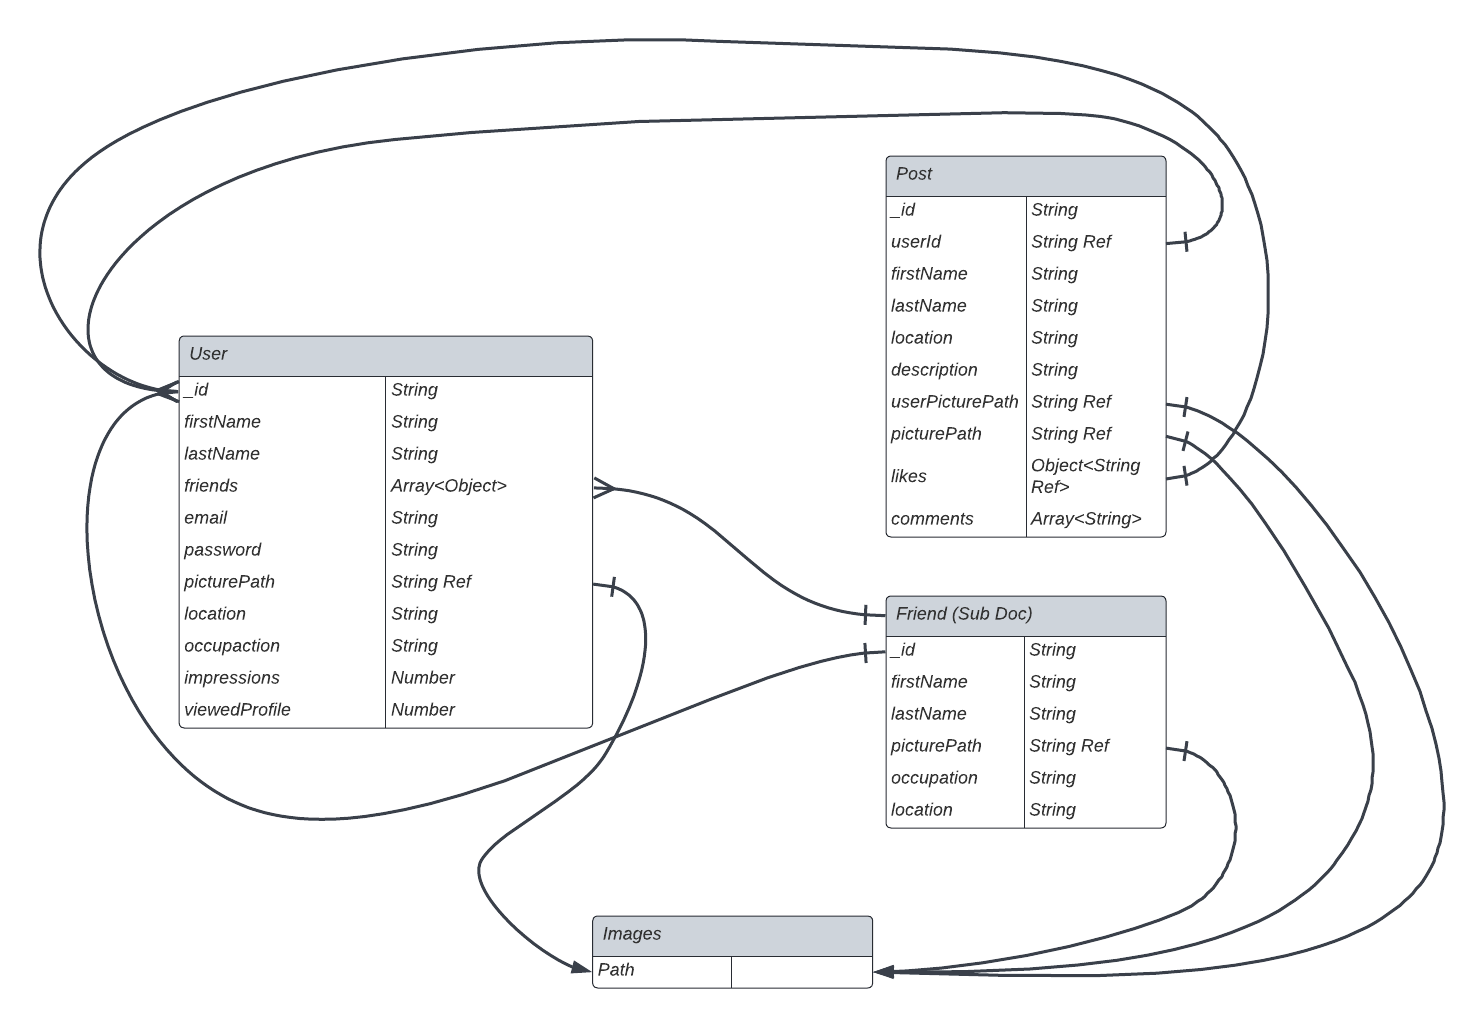 Post
_id String
userId String Ref
firstName String
lastName String
location String
description String
userPicturePath String Ref
picturePath String Ref
likes Object<String
Ref>
comments Array<String>
User
_id String
firstName String
lastName String
friends Array<Object>
email String
password String
picturePath String Ref
location String
occupaction String
impressions Number
viewedProfile Number
Friend (Sub Doc)
_id String
firstName String
lastName String
picturePath String Ref
occupation String
location String
Images
Path